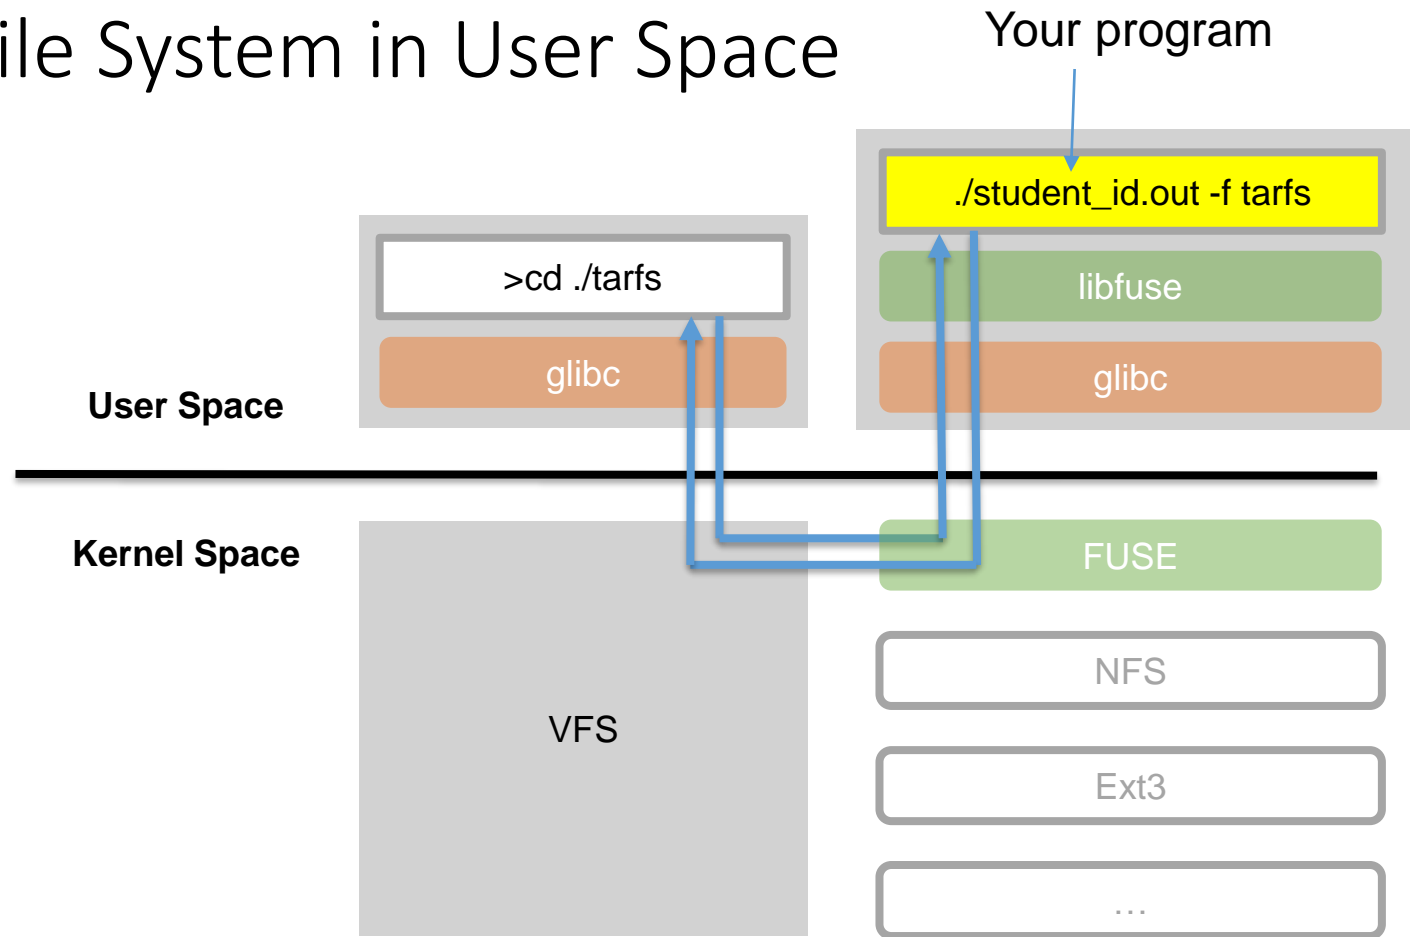 ile System in User Space
Your program
./student_id.out -f tarfs
>cd ./tarfs
libfuse
glibc
glibc
User Space
Kernel Space
FUSE
NFS
VFS
Ext3
...